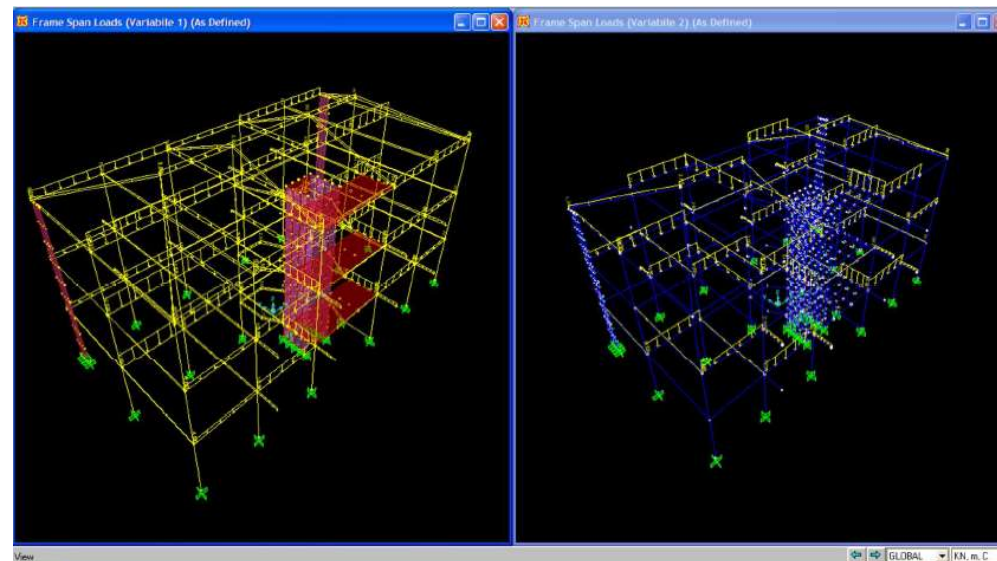 Frame Span Loads (Variabile 1) (As Defined)
Frame Span Loads (Variabile 2) (As Defined)
View
GLOBAL
KN, m, C